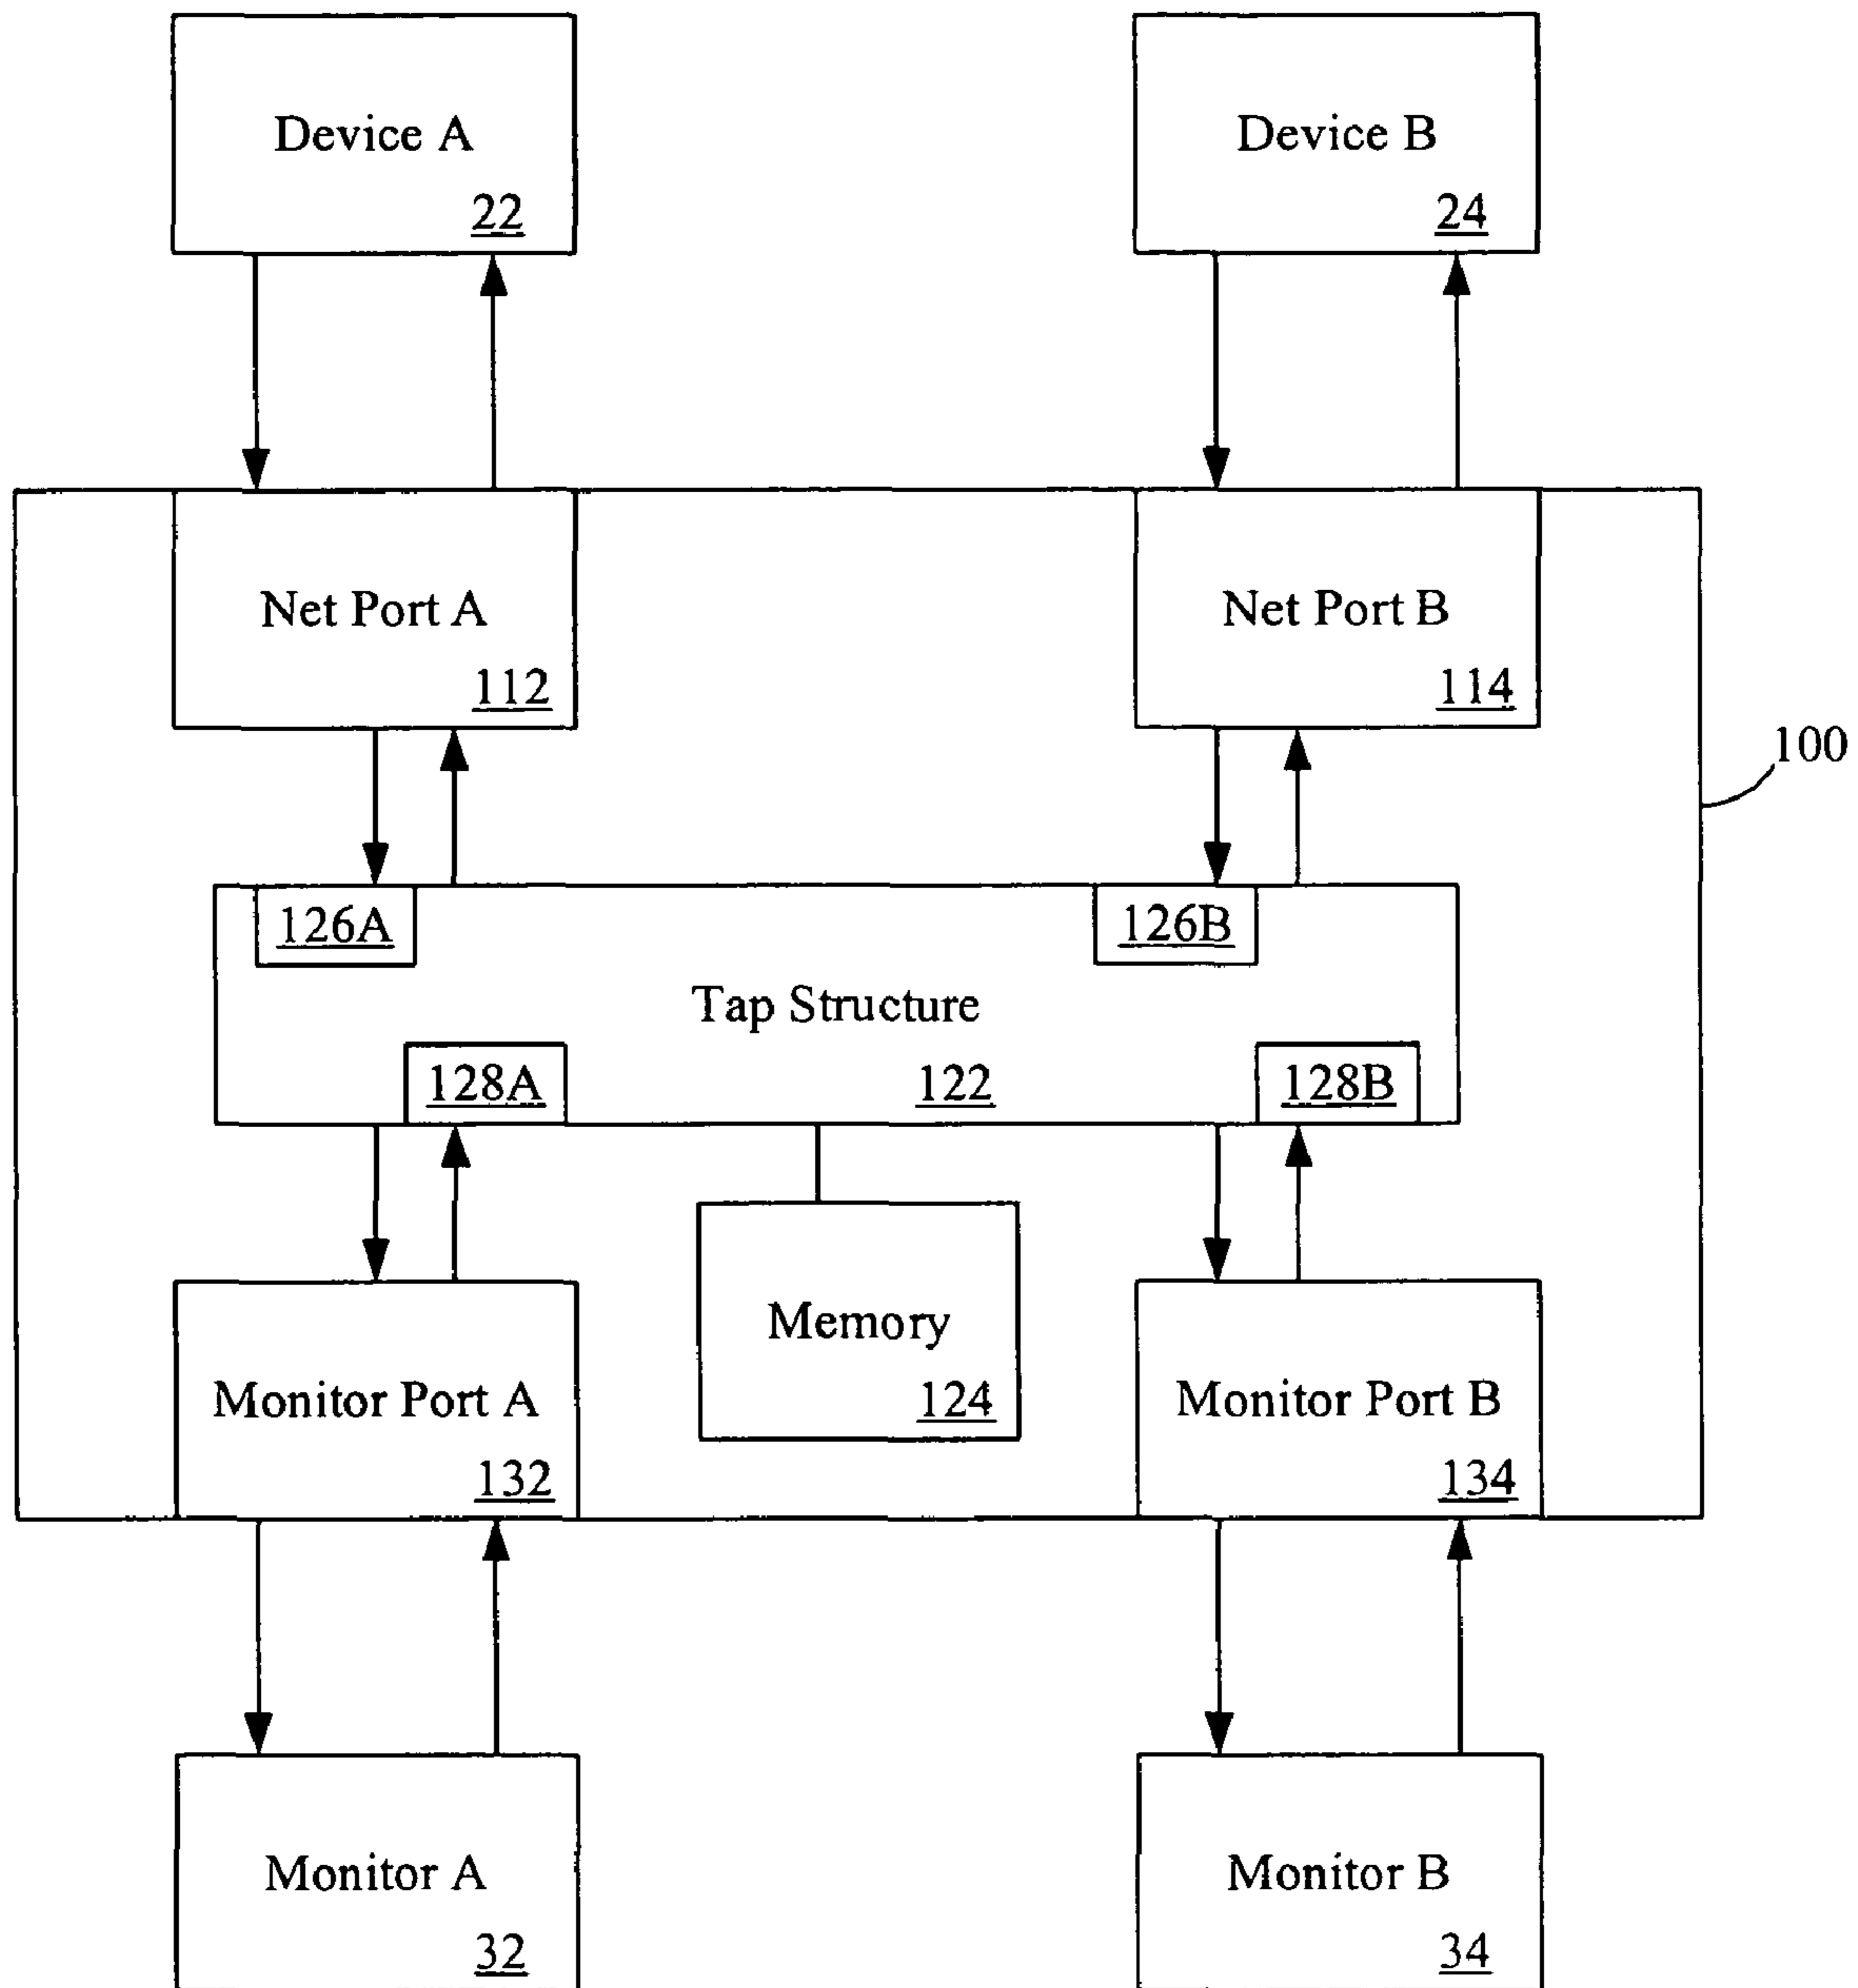 Device A
22
Device B
24
Net Port A
112
Net Port B
114
100
126A
126B
Tap Structure
122
128A
128B
Memory
124
Monitor Port A
132
Monitor Port B
134
Monitor A
32
Monitor B
34